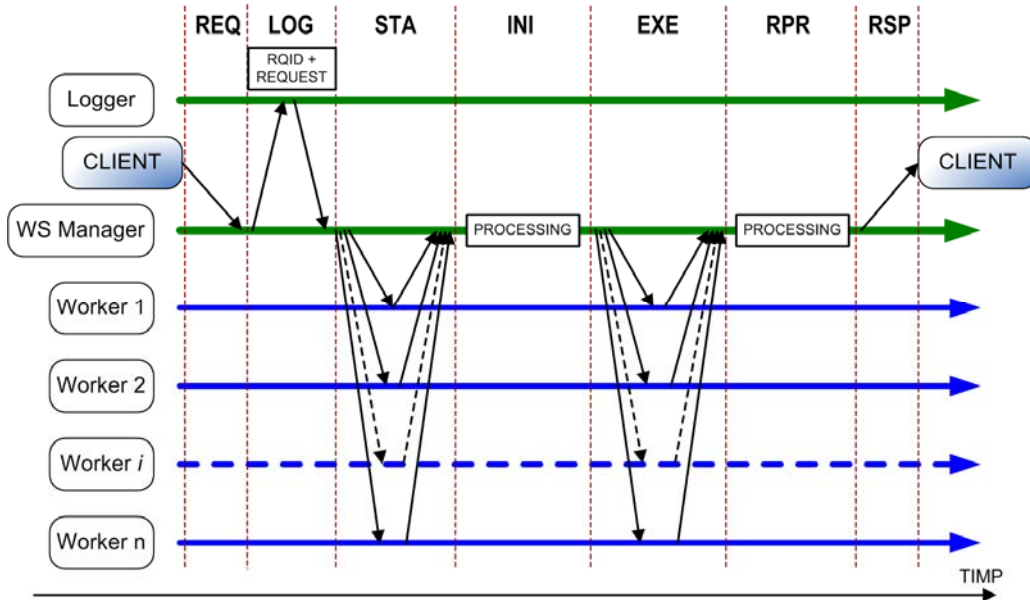 REQ LOG STA INI EXE RPR RSP
RQID +
REQUEST
Logger
CLIENT
CLIENT
WS Manager
PROCESSING
PROCESSING
Worker 1
Worker 2
Worker i
Worker n
TIMP